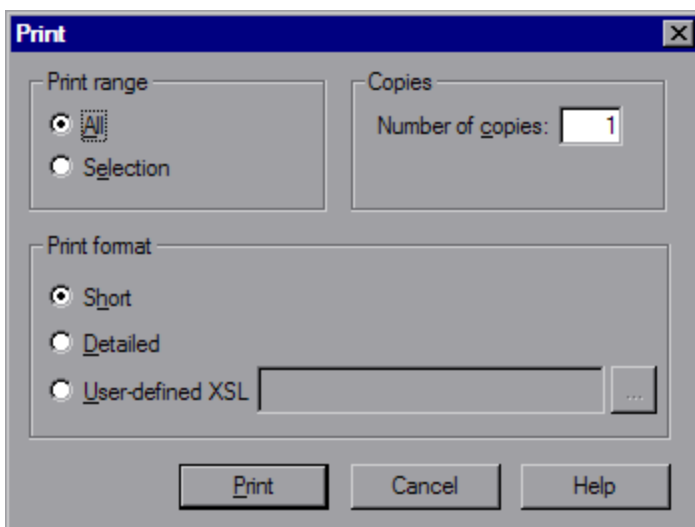 Print
Print range
All
Selection
Copies
Number of copies: 1
Print format
Short
Detailed
User-defined XSL ...
Print Cancel Help